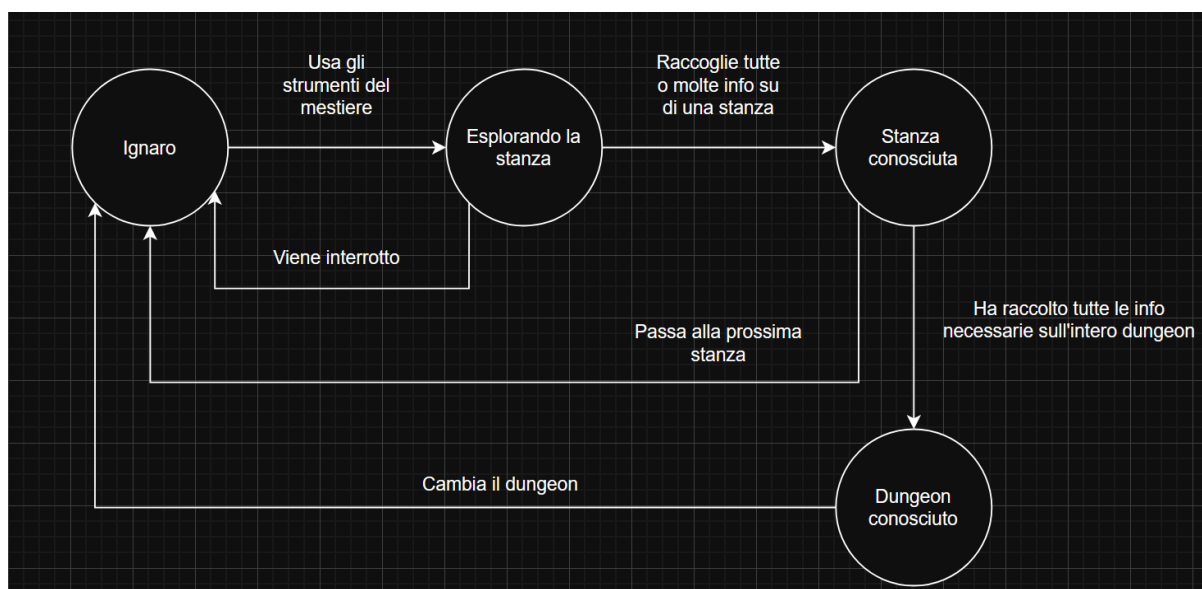 Usa gli
strumenti del
mestiere
Raccoglie tutte
o molte info su
di una stanza
Ignaro
Esplorando la
stanza
Stanza
conosciuta
Viene interrotto
Passa alla prossima
stanza
Ha raccolto tutte le info
necessarie sull'intero dungeon
Cambia il dungeon
Dungeon
conosciuto